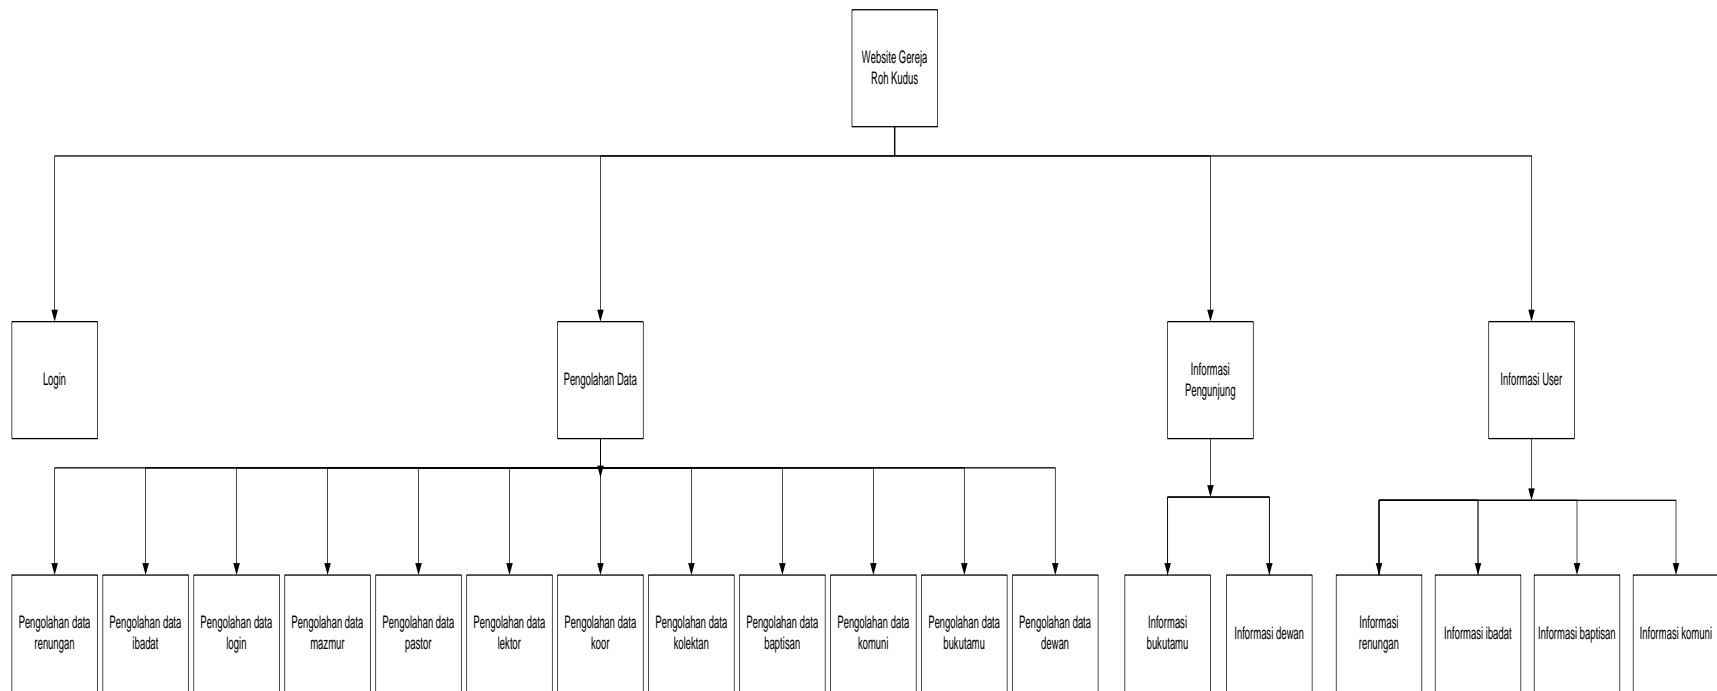 Website Gereja
Roh Kudus
Login
Pengolahan Data
Informasi
Pengunjung
Informasi User
Pengolahan data
renungan
Pengolahan data
ibadat
Pengolahan data
login
Pengolahan data
mazmur
Pengolahan data
pastor
Pengolahan data
lektor
Pengolahan data
koor
Pengolahan data
kolektan
Pengolahan data
baptisan
Pengolahan data
komuni
Pengolahan data
bukutamu
Pengolahan data
dewan
Informasi
bukutamu
Informasi dewan
Informasi
renungan
Informasi ibadat
Informasi baptisan
Informasi komuni